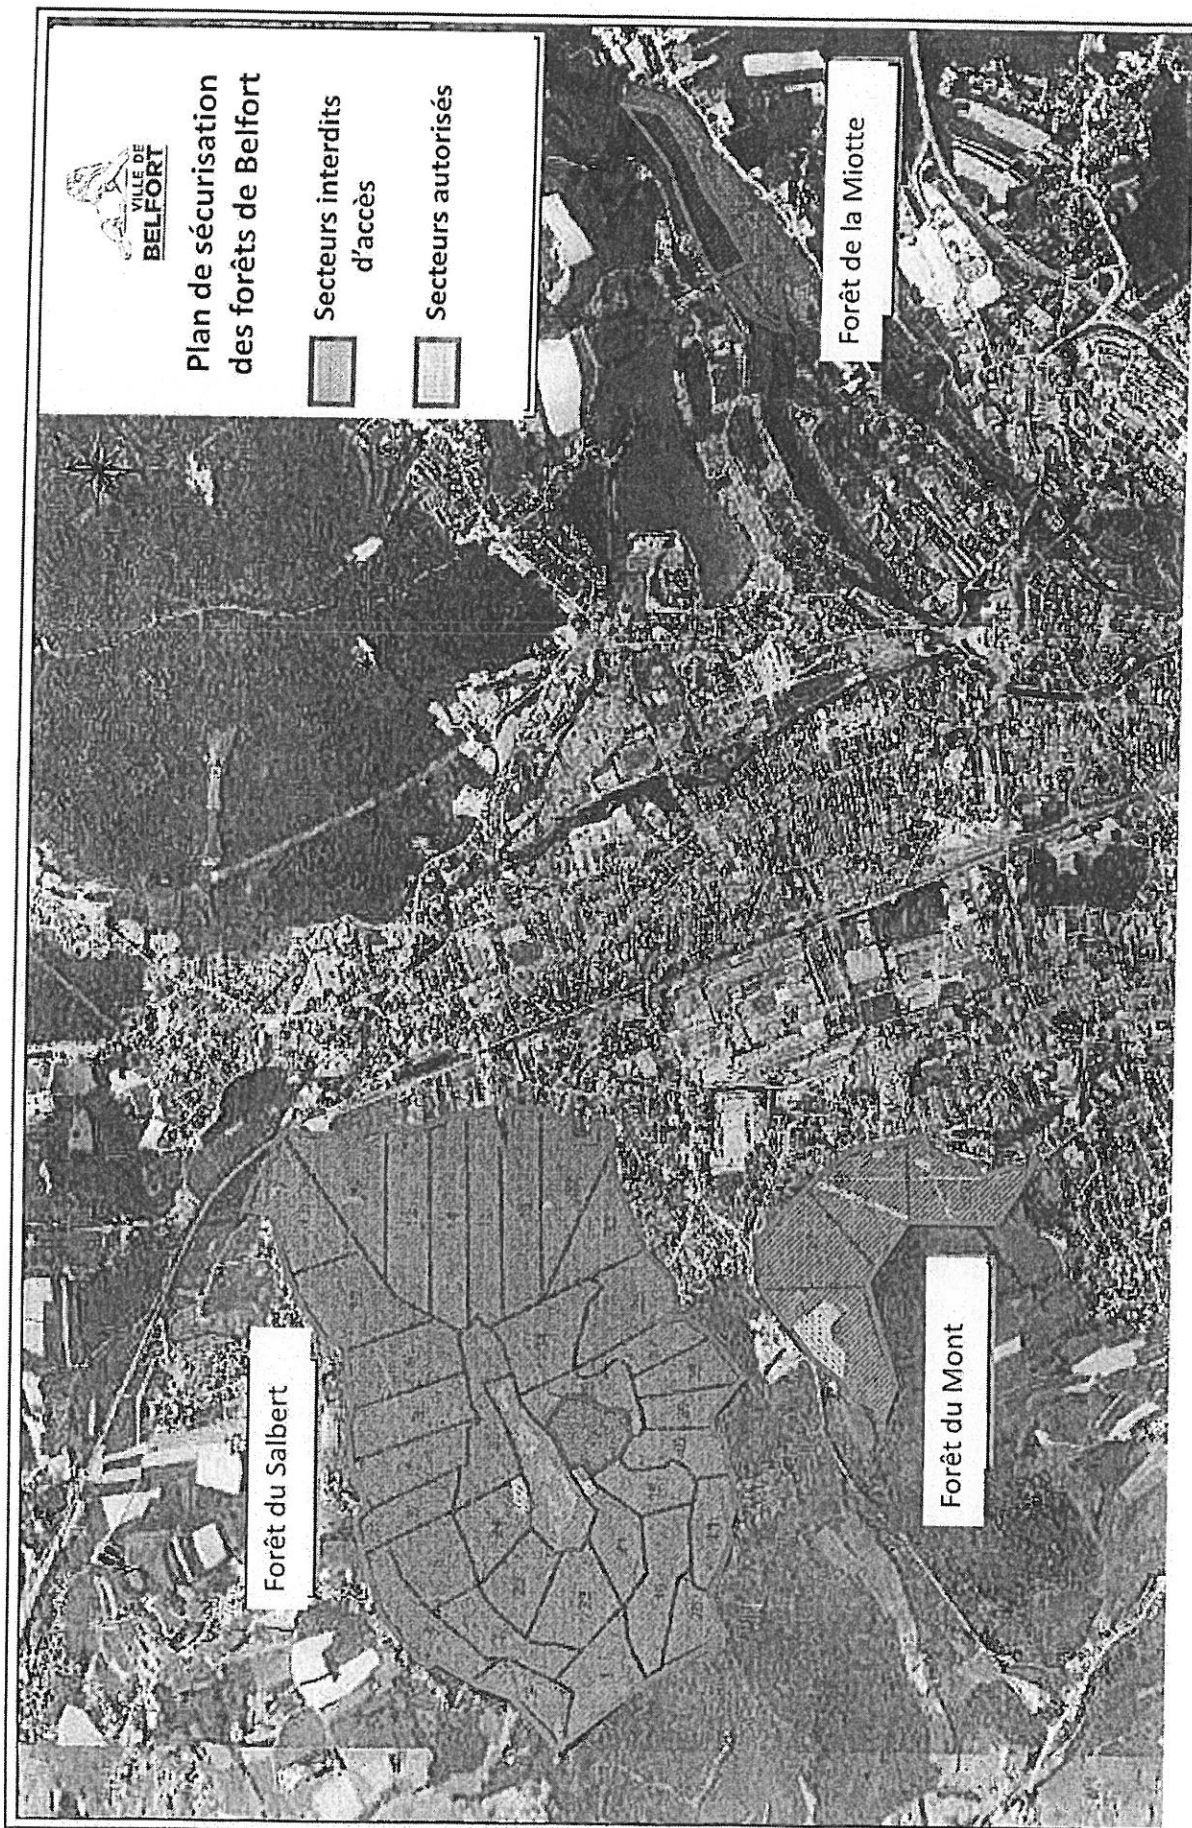 VILLE DE
BELFORT
Plan de sécurisation
des forêts de Belfort
Secteurs interdits
d'accès
Secteurs autorisés
Forêt de la Miotte
Forêt du Salbert
Forêt du Mont